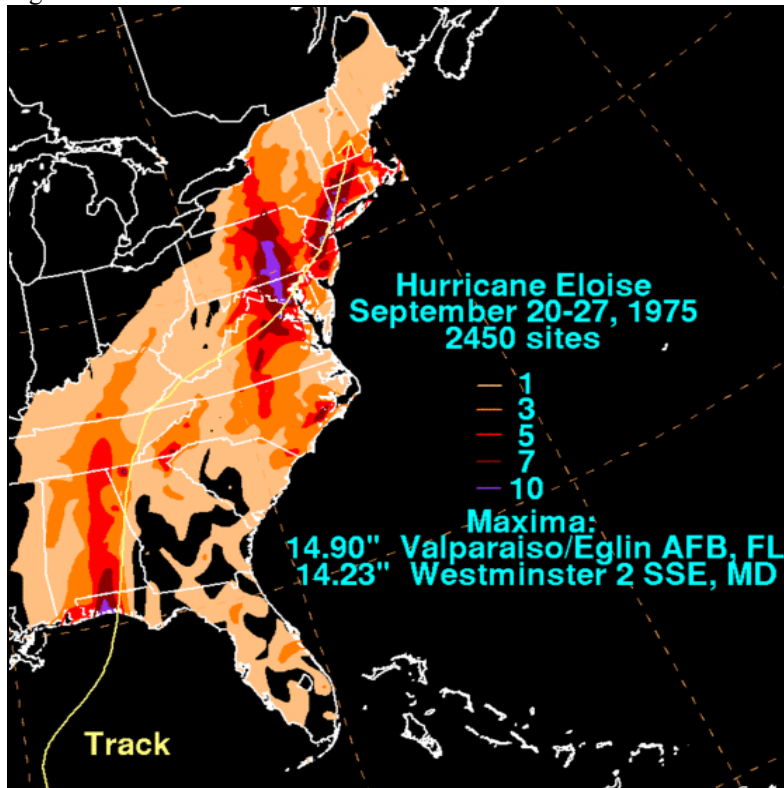 Hurricane Eloise
September 20-27, 1975
2450 sites
1
3
5
7
10
Maxima:
14.90" Valparaiso/Eglin AFB, FL
14.23" Westminster 2 SSE, MD
Track